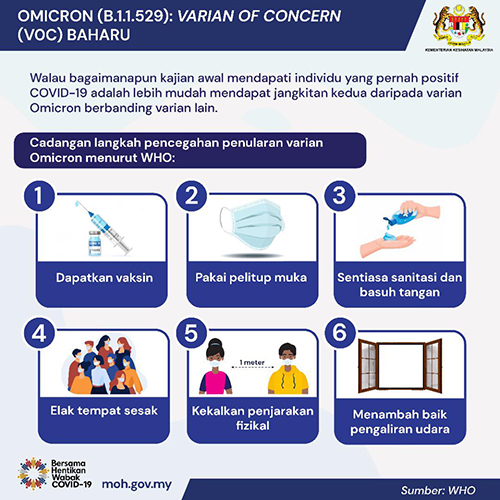 OMICRON (B.1.1.529): VARIAN OF CONCERN
(VOC) BAHARU
KEMENTERIAN KESIHATAN MALAYSIA
Walau bagaimanapun kajian awal mendapati individu yang pernah positif
COVID-19 adalah lebih mudah mendapat jangkitan kedua daripada varian
Omicron berbanding varian lain.
Cadangan langkah pencegahan penularan varian
Omicron menurut WHO:
1
Dapatkan vaksin
2
Pakai pelitup muka
3
Sentiasa sanitasi dan
basuh tangan
4
Elak tempat sesak
5
1 meter
Kekalkan penjarakan
fizikal
6
Menambah baik
pengaliran udara
Bersama
Hentikan
Wabak
COVID-19
moh.gov.my
Sumber: WHO